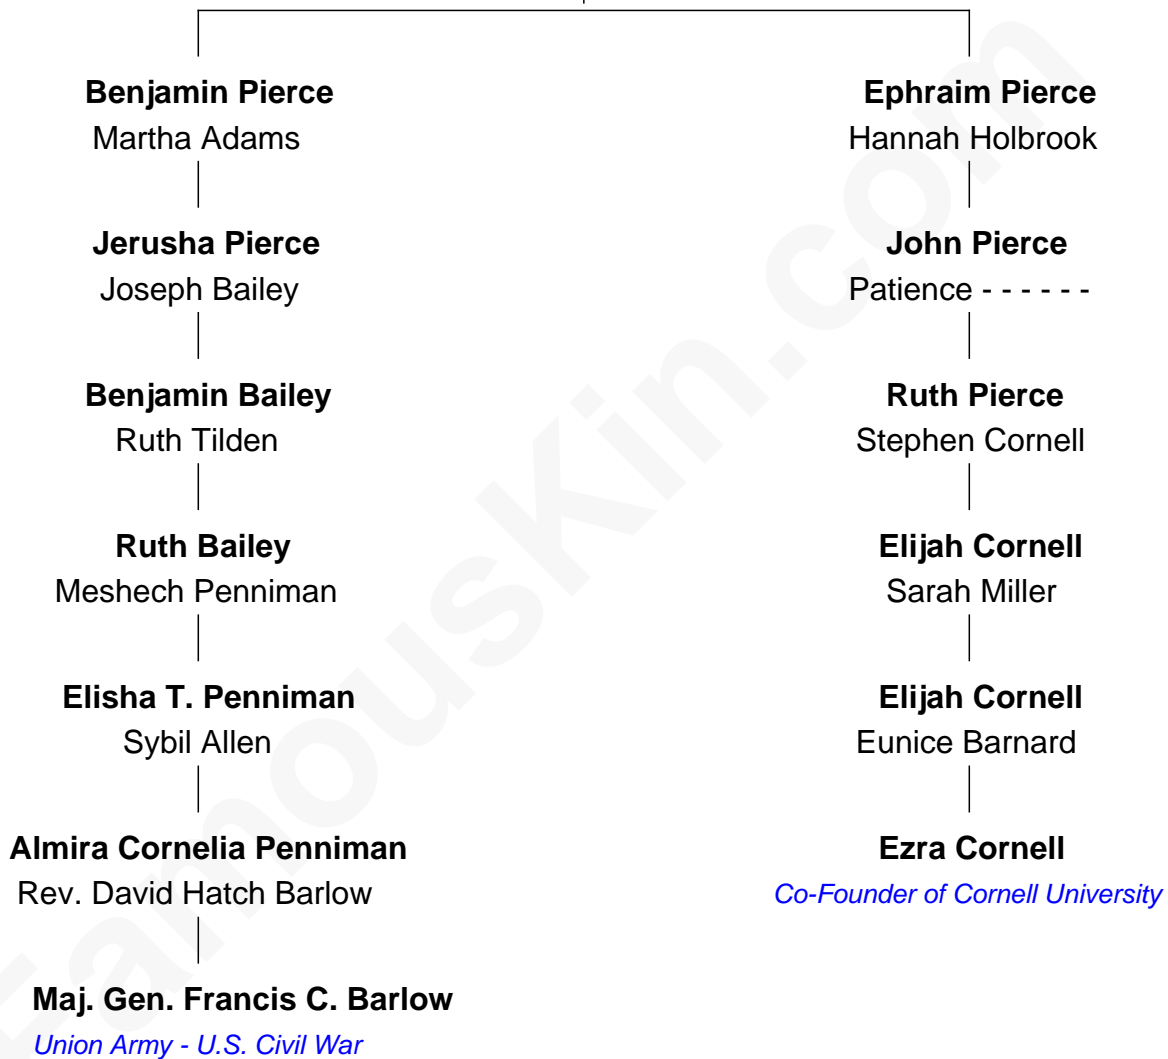 Benjamin Pierce
Martha Adams
Ephraim Pierce
Hannah Holbrook
Jerusha Pierce
Joseph Bailey
John Pierce
Patience - - - - - -
Benjamin Bailey
Ruth Tilden
Ruth Pierce
Stephen Cornell
Ruth Bailey
Meshech Penniman
Elijah Cornell
Sarah Miller
Elisha T. Penniman
Sybil Allen
Elijah Cornell
Eunice Barnard
Almira Cornelia Penniman
Rev. David Hatch Barlow
Ezra Cornell
Co-Founder of Cornell University
Maj. Gen. Francis C. Barlow
Union Army - U.S. Civil War
FamousKin.com